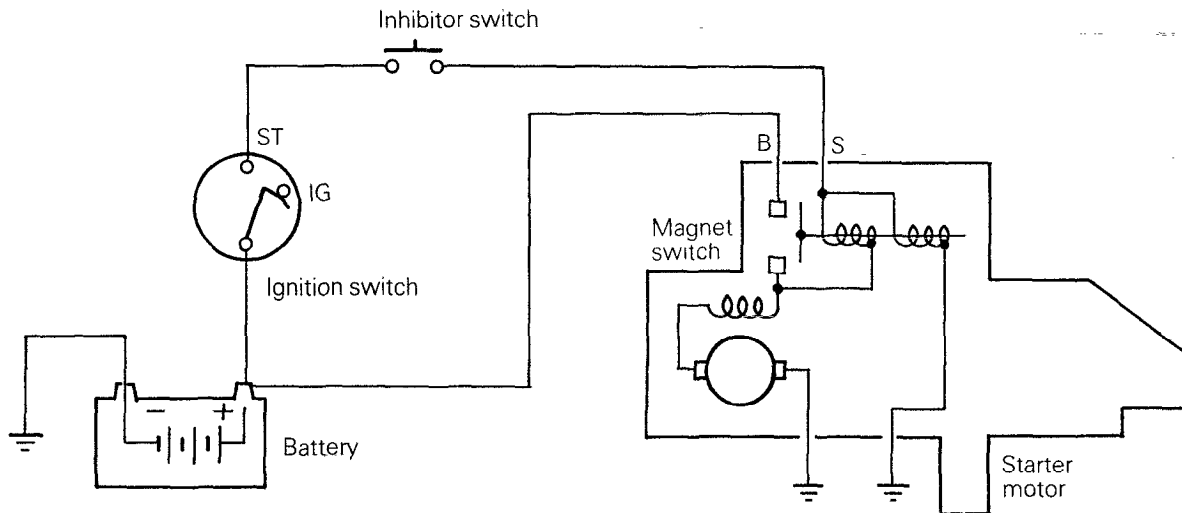 Inhibitor switch
ST
B
S
IG
Magnet
switch
Ignition switch
− +
Battery
Starter
motor